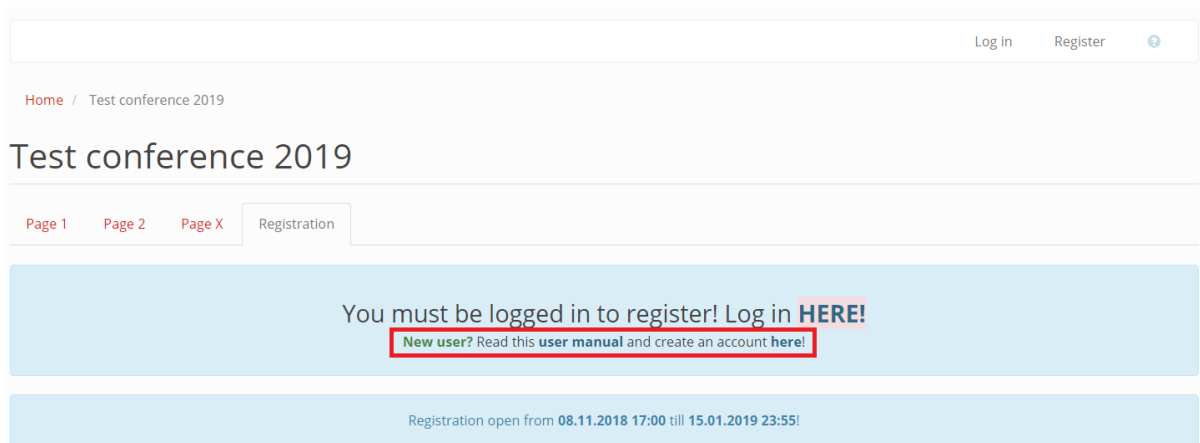 Log in Register ?
Home / Test conference 2019
Test conference 2019
Page 1 Page 2 Page X Registration
You must be logged in to register! Log in HERE!
New user? Read this user manual and create an account here!
Registration open from 08.11.2018 17:00 till 15.01.2019 23:55!